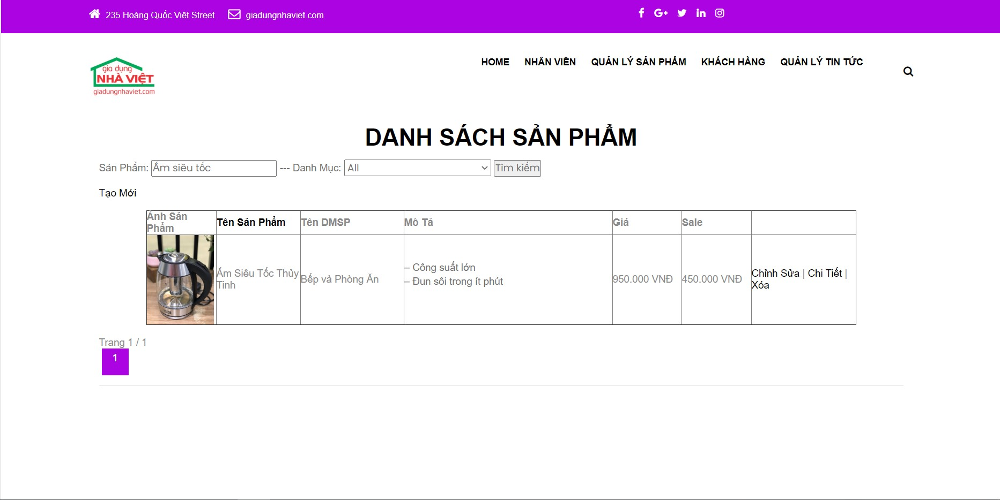 235 Hoàng Quốc Việt Street giadungnhaviet.com
gia dụng
NHÀ VIỆT
giadungnhaviet.com
HOME NHÂN VIÊN QUẢN LÝ SẢN PHẨM KHÁCH HÀNG QUẢN LÝ TIN TỨC
DANH SÁCH SẢN PHẨM
Sản Phẩm: Ấm siêu tốc --- Danh Mục: All Tìm kiếm
Tạo Mới
Ảnh Sản Phẩm Tên Sản Phẩm Tên DMSP Mô Tả Giá Sale
Ấm Siêu Tốc Thủy Tinh
Bếp và Phòng Ăn
– Công suất lớn
– Đun sôi trong ít phút
950.000 VNĐ
450.000 VNĐ
Chỉnh Sửa | Chi Tiết | Xóa
Trang 1 / 1
1